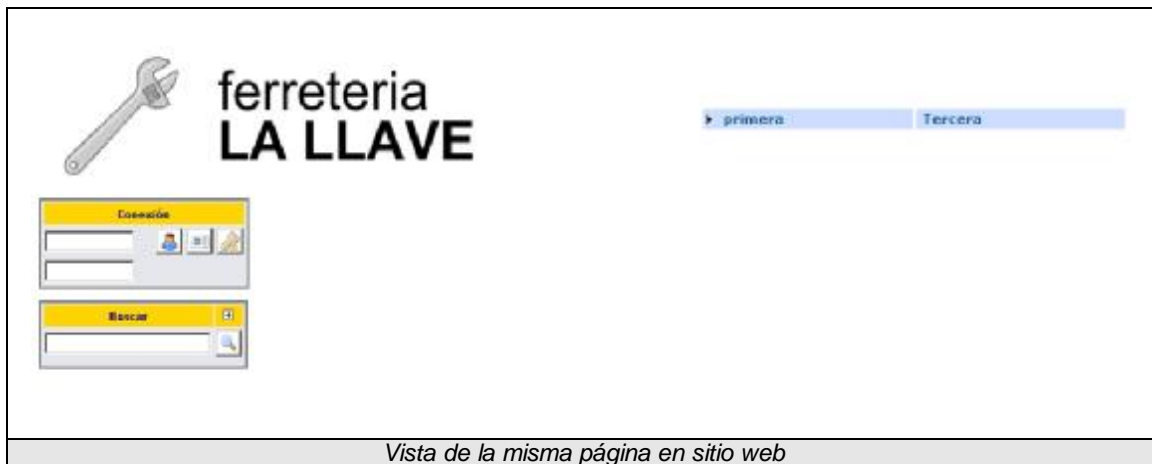 ferreteria
LA LLAVE
primera Tercera
Conexión
Buscar
Vista de la misma página en sitio web